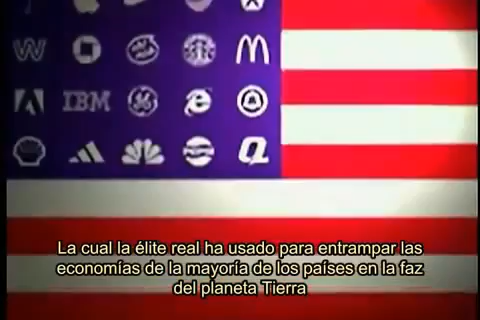 W
IBM
GE
e
M
Q
La cual la élite real ha usado para entrampar las
economías de la mayoría de los países en la faz
del planeta Tierra